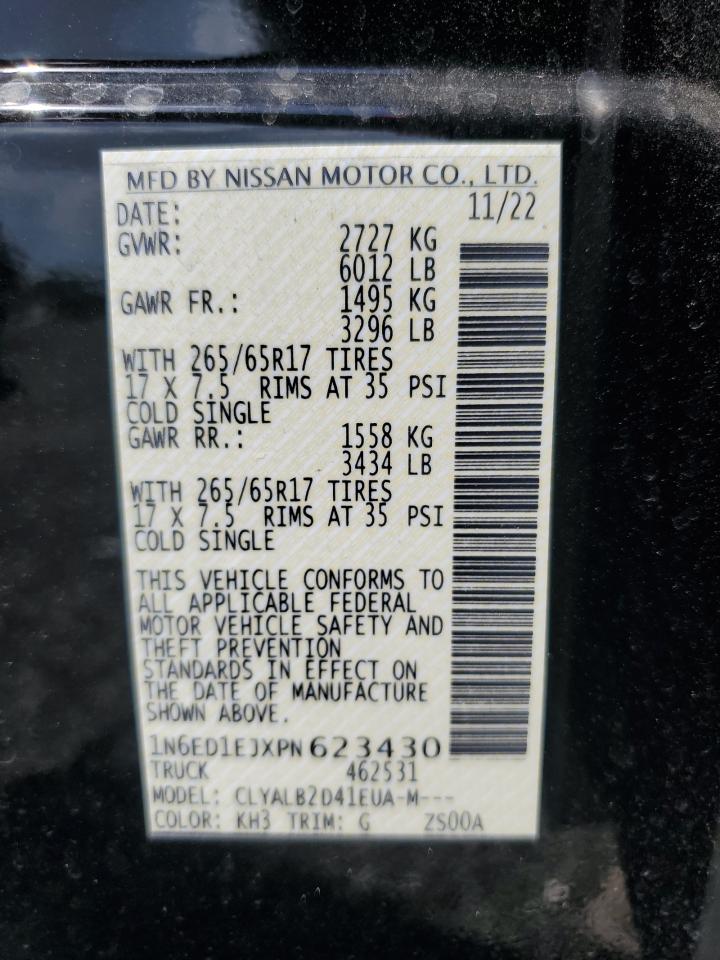 MFD BY NISSAN MOTOR CO., LTD.
DATE: 11/22
GVWR: 2727 KG
6012 LB
GAWR FR.: 1495 KG
3296 LB
WITH 265/65R17 TIRES
17 X 7.5 RIMS AT 35 PSI
COLD SINGLE
GAWR RR.: 1558 KG
3434 LB
WITH 265/65R17 TIRES
17 X 7.5 RIMS AT 35 PSI
COLD SINGLE
THIS VEHICLE CONFORMS TO
ALL APPLICABLE FEDERAL
MOTOR VEHICLE SAFETY AND
THEFT PREVENTION
STANDARDS IN EFFECT ON
THE DATE OF MANUFACTURE
SHOWN ABOVE.
1N6ED1EJXPN623430
TRUCK 462531
MODEL: CLYALB2D41EUA-M---
COLOR: KH3 TRIM: G ZS00A